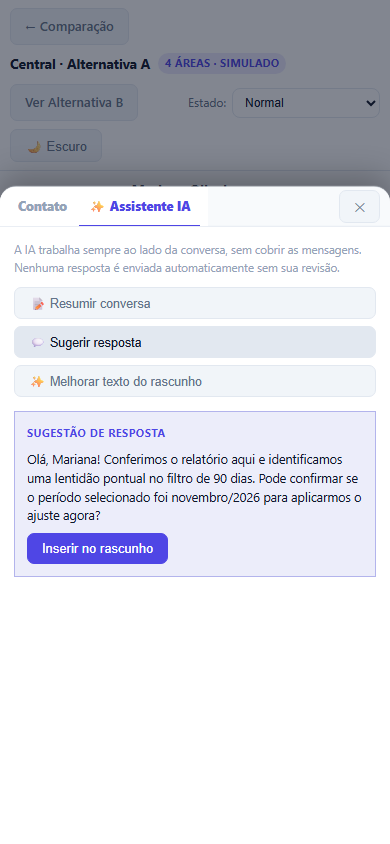 ← Comparação
Central · Alternativa A
4 ÁREAS · SIMULADO
Ver Alternativa B
Estado:
Normal
Escuro
Contato
Assistente IA
×
A IA trabalha sempre ao lado da conversa, sem cobrir as mensagens.
Nenhuma resposta é enviada automaticamente sem sua revisão.
Resumir conversa
Sugerir resposta
Melhorar texto do rascunho
SUGESTÃO DE RESPOSTA
Olá, Mariana! Conferimos o relatório aqui e identificamos
uma lentidão pontual no filtro de 90 dias. Pode confirmar se
o período selecionado foi novembro/2026 para aplicarmos o
ajuste agora?
Inserir no rascunho